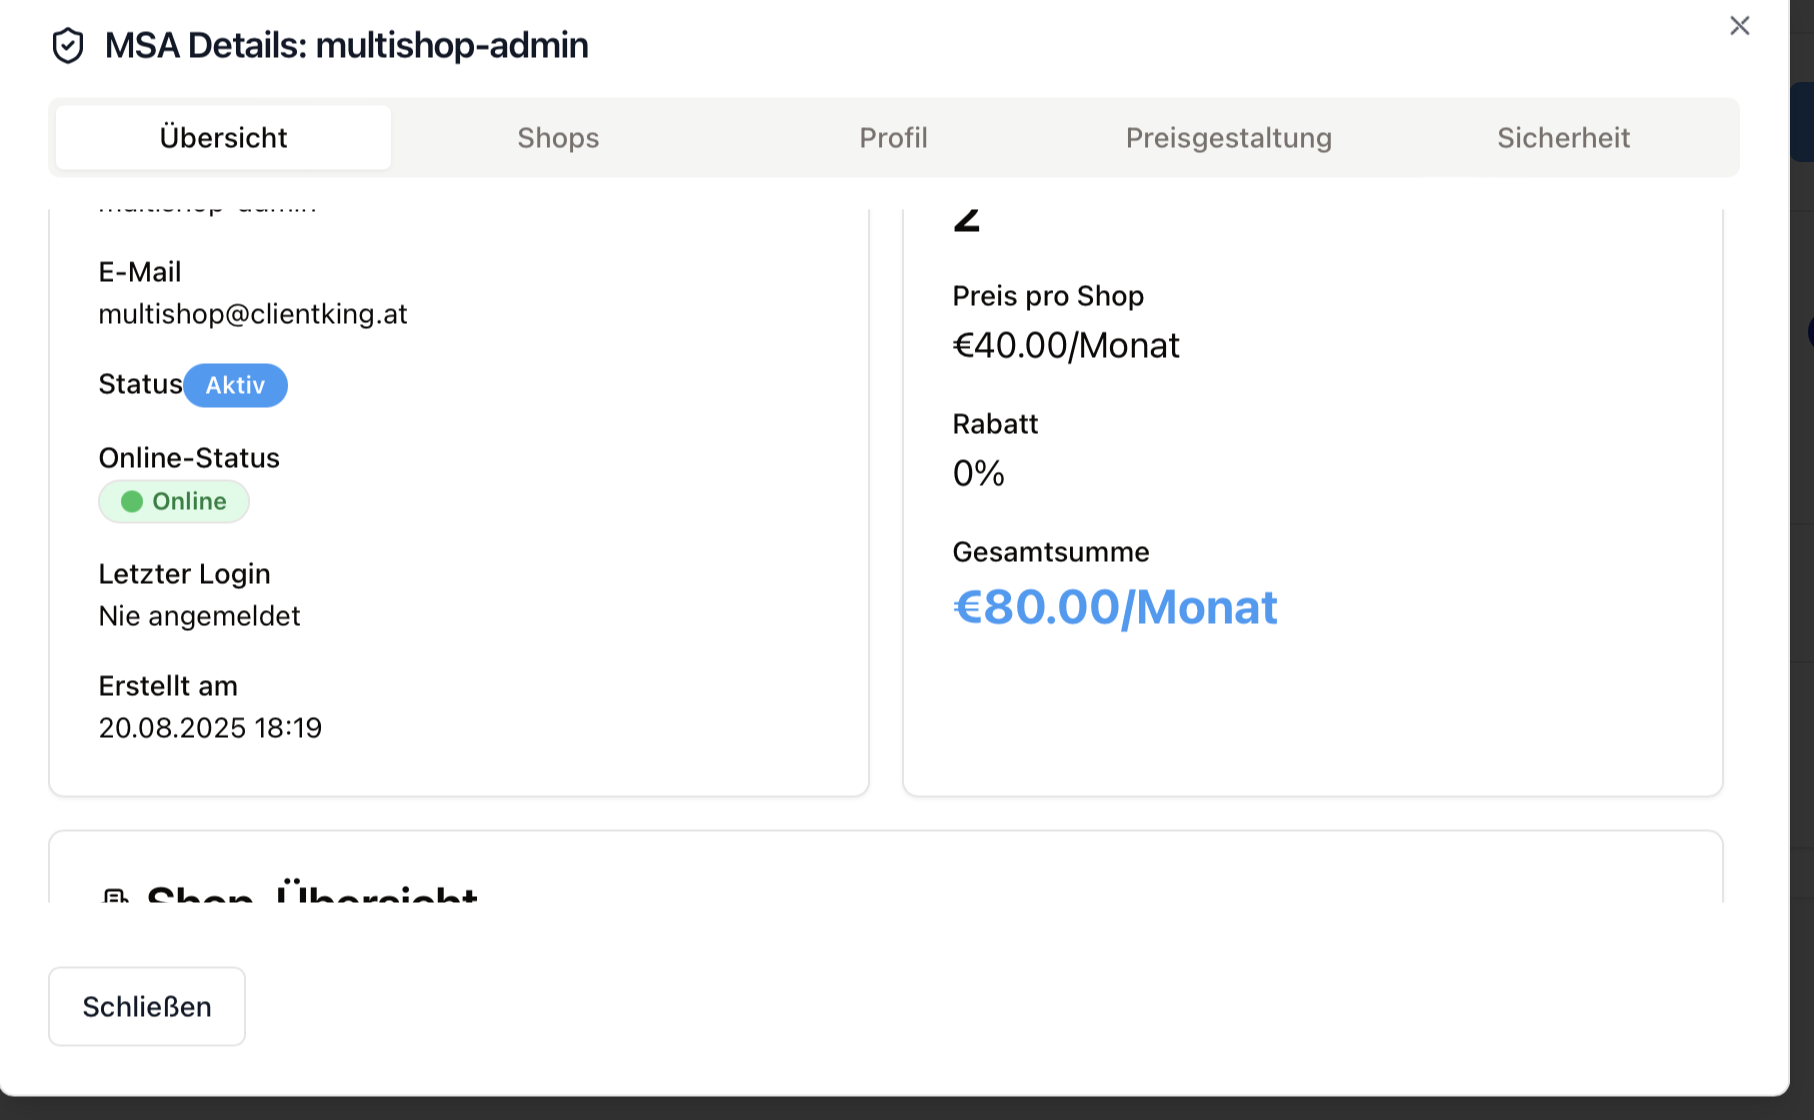 MSA Details: multishop-admin
Übersicht
Shops
Profil
Preisgestaltung
Sicherheit
multishop-admin
E-Mail
multishop@clientking.at
Status Aktiv
Online-Status
Online
Letzter Login
Nie angemeldet
Erstellt am
20.08.2025 18:19
2
Preis pro Shop
€40.00/Monat
Rabatt
0%
Gesamtsumme
€80.00/Monat
Shop-Übersicht
Schließen